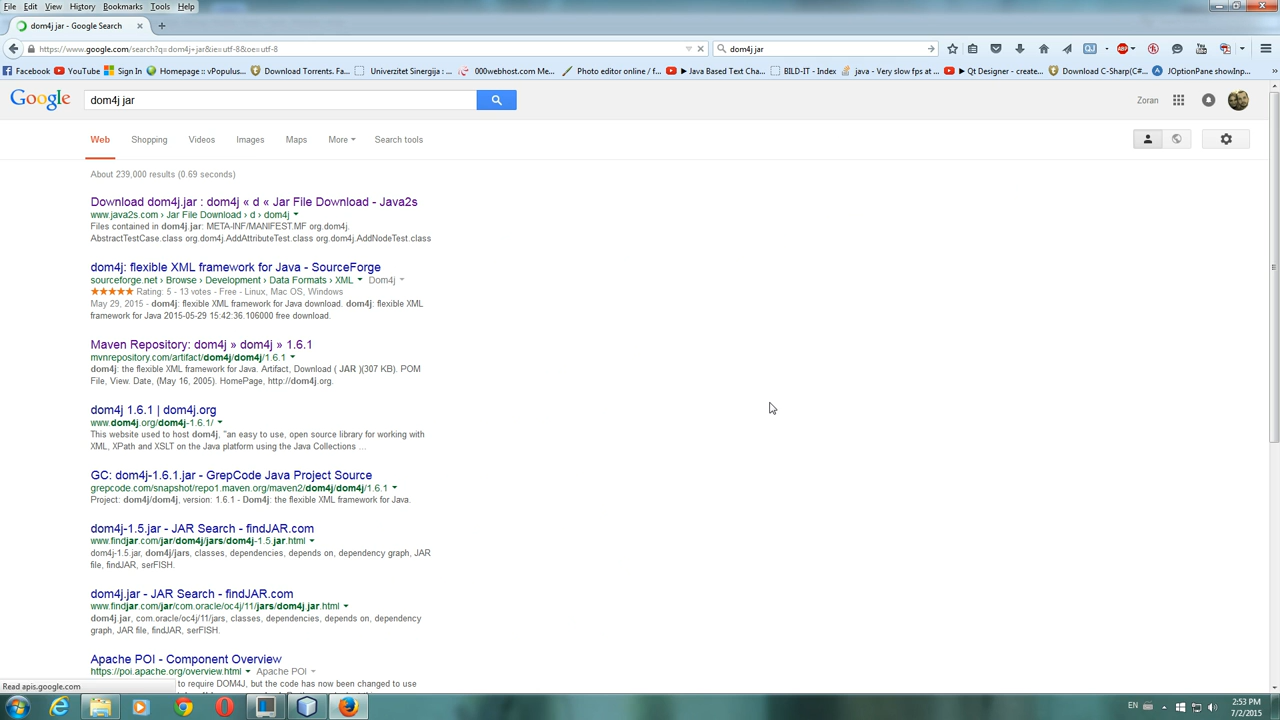 File Edit View History Bookmarks Tools Help
dom4j jar - Google Search
https://www.google.com/search?q=dom4j+jar&ie=utf-8&oe=utf-8
dom4j jar
Facebook YouTube Sign In Homepage ::vPopulus... Download Torrents. Fa... Univerzitet Sinergija :... 000webhost.com Me... Photo editor online / f... Java Based Text Cha... BILD-IT - Index java - Very slow fps at... Qt Designer - create... Download C-Sharp(C#... JOptionPane showInp...
Google dom4j jar Zoran
Web Shopping Videos Images Maps More Search tools
About 239,000 results (0.69 seconds)
Download dom4j.jar : dom4j « d « Jar File Download - Java2s
www.java2s.com › Jar File Download › d › dom4j
Files contained in dom4j.jar: META-INF/MANIFEST.MF org.dom4j.
AbstractTestCase.class org.dom4j.AddAttributeTest.class org.dom4j.AddNodeTest.class
dom4j: flexible XML framework for Java - SourceForge
sourceforge.net › Browse › Development › Data Formats › XML Dom4j
Rating: 5 - 13 votes - Free - Linux, Mac OS, Windows
May 29, 2015 - dom4j: flexible XML framework for Java download. dom4j: flexible XML
framework for Java 2015-05-29 15:42:36.106000 free download.
Maven Repository: dom4j » dom4j » 1.6.1
mvnrepository.com/artifact/dom4j/dom4j/1.6.1
dom4j: the flexible XML framework for Java. Artifact, Download ( JAR )(307 KB). POM
File, View. Date, (May 16, 2005). HomePage, http://dom4j.org.
dom4j 1.6.1 | dom4j.org
www.dom4j.org/dom4j-1.6.1/
This website used to host dom4j, "an easy to use, open source library for working with
XML, XPath and XSLT on the Java platform using the Java Collections ...
GC: dom4j-1.6.1.jar - GrepCode Java Project Source
grepcode.com/snapshot/repo1.maven.org/maven2/dom4j/dom4j/1.6.1
Project: dom4j/dom4j, version: 1.6.1 - Dom4j: the flexible XML framework for Java.
dom4j-1.5.jar - JAR Search - findJAR.com
www.findjar.com/jar/dom4j/jars/dom4j-1.5.jar.html
dom4j-1.5.jar, dom4j/jars, classes, dependencies, depends on, dependency graph, JAR
file, findJAR, serFISH.
dom4j.jar - JAR Search - findJAR.com
www.findjar.com/jar/com.oracle/oc4j/11/jars/dom4j.jar.html
dom4j.jar, com.oracle/oc4j/11/jars, classes, dependencies, depends on, dependency
graph, JAR file, findJAR, serFISH.
Apache POI - Component Overview
https://poi.apache.org/overview.html Apache POI
to require DOM4J, but the code has now been changed to use
Read apis.google.com
EN 2:53 PM
7/2/2015